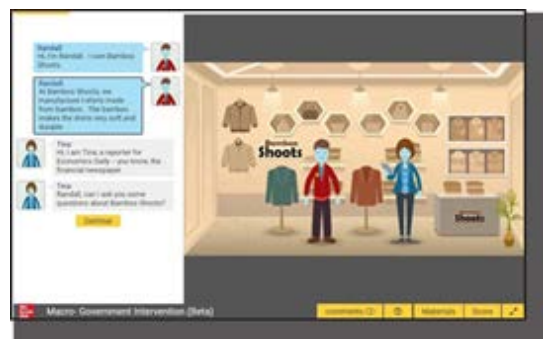 Randall
Hi, I'm Randall. I own Bamboo
Shoots.
Randall
At Bamboo Shoots, we
manufacture t-shirts made
from bamboo. The bamboo
makes the shirts very soft and
durable.
Tina
Hi, I am Tina, a reporter for
Economics Daily - you know, the
financial newspaper.
Tina
Randall, can I ask you some
questions about Bamboo Shoots?
Continue
Bamboo
Shoots
Shoots
Macro- Government Intervention (Beta)
comments
Materials
Score